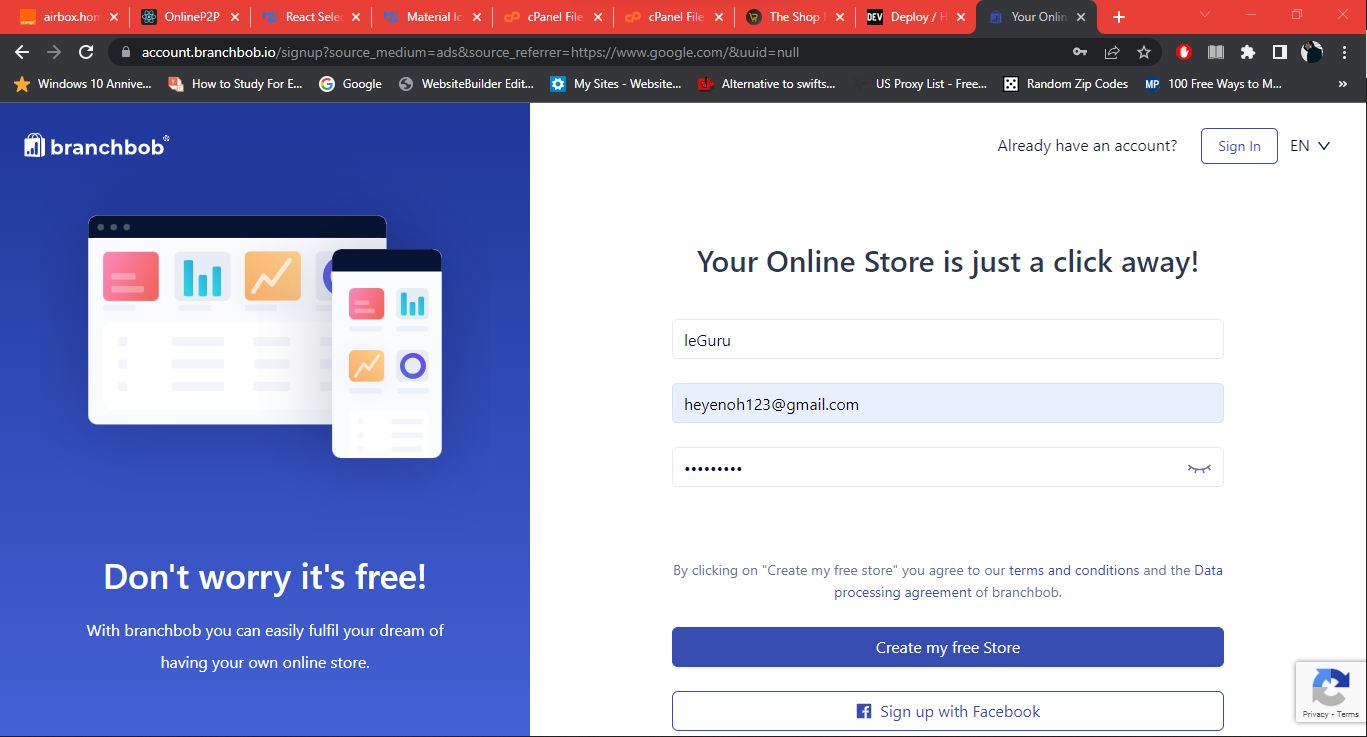 airbox.hom
OnlineP2P
React Sele
Material Ic
cPanel File
cPanel File
The Shop
DEV Deploy / H
Your Onlin
account.branchbob.io/signup?source_medium=ads&source_referrer=https://www.google.com/&uuid=null
Windows 10 Annive...
How to Study For E...
Google
WebsiteBuilder Edit...
My Sites - Website...
Alternative to swifts...
US Proxy List - Free...
Random Zip Codes
MP 100 Free Ways to M...
branchbob®
Already have an account?
Sign In
EN
Your Online Store is just a click away!
leGuru
heyenoh123@gmail.com
•••••••••
By clicking on "Create my free store" you agree to our terms and conditions and the Data
processing agreement of branchbob.
Create my free Store
Sign up with Facebook
Don't worry it's free!
With branchbob you can easily fulfil your dream of
having your own online store.
Privacy - Terms